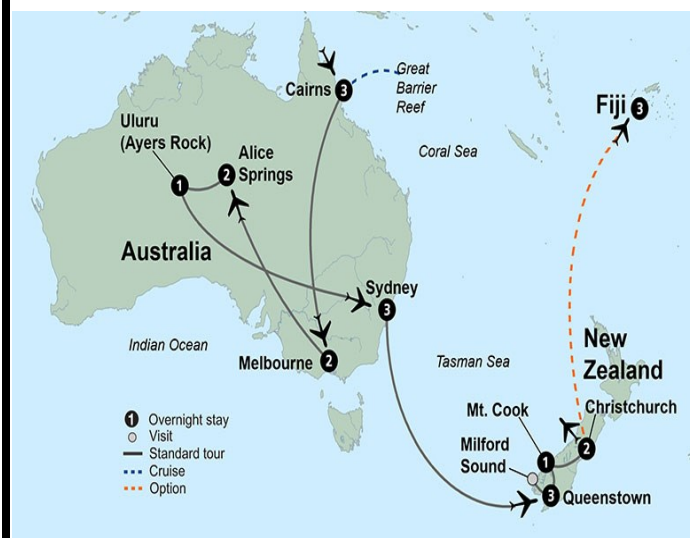 Cairns
3
Great
Barrier
Reef
Fiji
3
Uluru
(Ayers Rock)
Alice
Springs
2
1
Coral Sea
Australia
Sydney
3
Indian Ocean
Melbourne
2
Tasman Sea
New
Zealand
Mt. Cook
Christchurch
2
1
Milford
Sound
3
Queenstown
1 Overnight stay
Visit
Standard tour
Cruise
Option